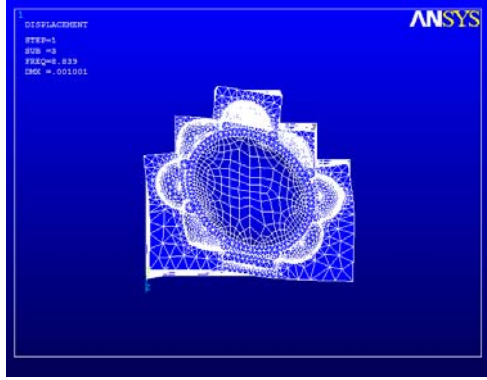 1
DISPLACEMENT
STEP=1
SUB =3
FREQ=8.839
DMX =.001001
ANSYS